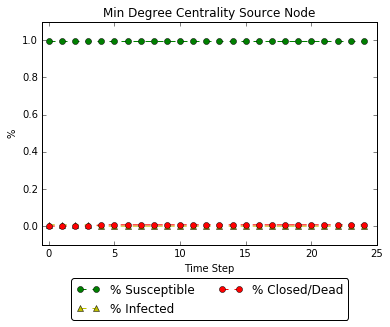 Min Degree Centrality Source Node
1.0
0.8
0.6
0.4
0.2
0.0
%
0 5 10 15 20 25
Time Step
% Susceptible % Closed/Dead
% Infected